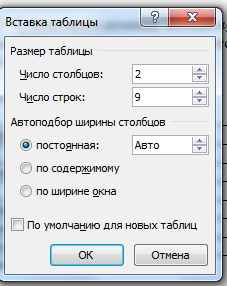 Вставка таблицы
Размер таблицы
Число столбцов: 2
Число строк: 9
Автоподбор ширины столбцов
постоянная: Авто
по содержимому
по ширине окна
По умолчанию для новых таблиц
ОК Отмена